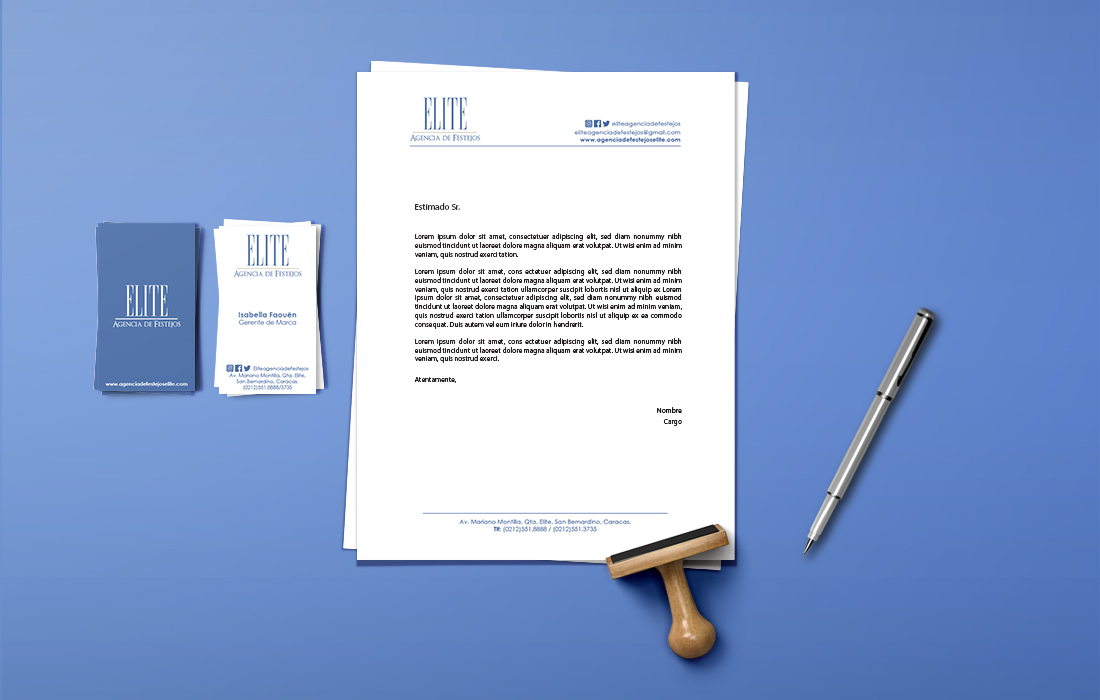 ELITE
AGENCIA DE FESTEJOS
www.agenciadefestejoselite.com
ELITE
AGENCIA DE FESTEJOS
Isabella Faouën
Gerente de Marca
Eliteagenciadefestejos
Av. Mariano Montilla, Qta. Elite,
San Bernardino, Caracas.
(0212)551.8888/3735
ELITE
AGENCIA DE FESTEJOS
eliteagenciadefestejos
eliteagenciadefestejos@gmail.com
www.agenciadefestejoselite.com
Estimado Sr.
Lorem ipsum dolor sit amet, consectetuer adipiscing elit, sed diam nonummy nibh
euismod tincidunt ut laoreet dolore magna aliquam erat volutpat. Ut wisi enim ad minim
veniam, quis nostrud exerci tation.
Lorem ipsum dolor sit amet, cons ectetuer adipiscing elit, sed diam nonummy nibh
euismod tincidunt ut laoreet dolore magna aliquam erat volutpat. Ut wisi enim ad minim
veniam, quis nostrud exerci tation ullamcorper suscipit lobortis nisl ut aliquip ex Lorem
ipsum dolor sit amet, consectetuer adipiscing elit, sed diam nonummy nibh euismod
tincidunt ut laoreet dolore magna aliquam erat volutpat. Ut wisi enim ad minim veniam,
quis nostrud exerci tation ullamcorper suscipit lobortis nisl ut aliquip ex ea commodo
consequat. Duis autem vel eum iriure dolor in hendrerit.
Lorem ipsum dolor sit amet, consectetuer adipiscing elit, sed diam nonummy nibh
euismod tincidunt ut laoreet dolore magna aliquam erat volutpat. Ut wisi enim ad minim
veniam, quis nostrud exerci.
Atentamente,
Nombre
Cargo
Av. Mariano Montilla, Qta. Elite, San Bernardino, Caracas.
Tlf: (0212)551.8888 / (0212)551.3735